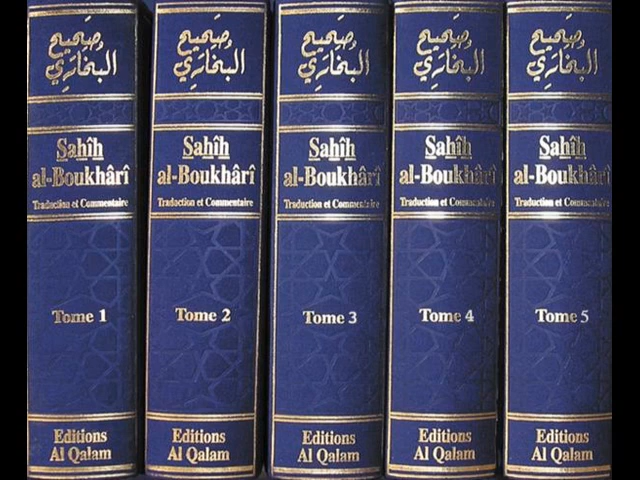 صحيح
البخاري
Sahîh
al-Boukhârî
Traduction et Commentaire
Tome 1
Editions
Al Qalam
صحيح
البخاري
Sahîh
al-Boukhârî
Traduction et Commentaire
Tome 2
Editions
Al Qalam
صحيح
البخاري
Sahîh
al-Boukhârî
Traduction et Commentaire
Tome 3
Editions
Al Qalam
صحيح
البخاري
Sahîh
al-Boukhârî
Traduction et Commentaire
Tome 4
Editions
Al Qalam
صحيح
البخاري
Sahîh
al-Boukhârî
Traduction et Commentaire
Tome 5
Editions
Al Qalam